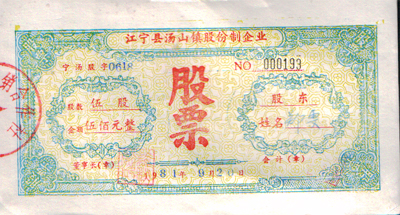 江宁县汤山镇股份制企业
宁汤股字0618
NO 000193
股票
股数 伍股
金额 伍佰元整
股东
姓名
董事长(章)
会计(章)
1984年9月20日